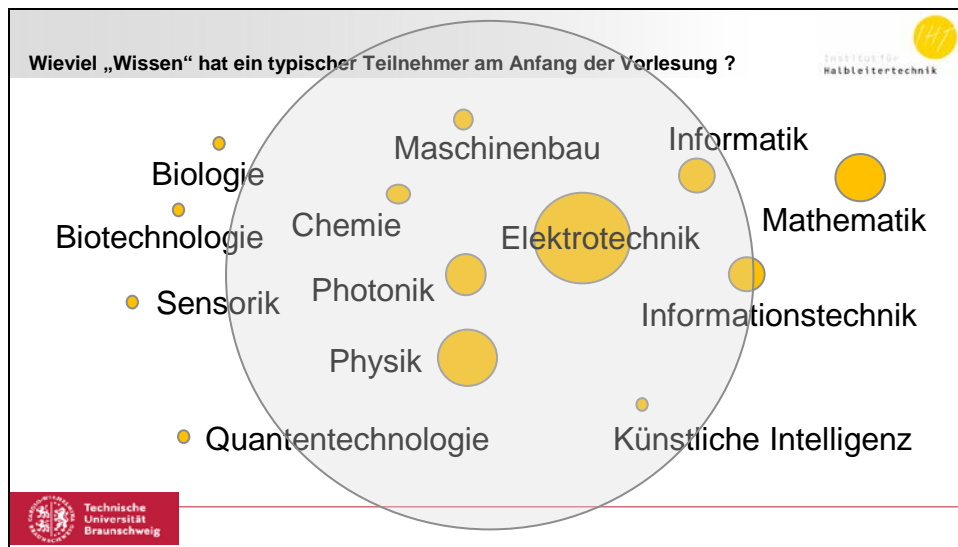 Wieviel „Wissen“ hat ein typischer Teilnehmer am Anfang der Vorlesung ?
IHT
Institut für
Halbleitertechnik
Maschinenbau
Informatik
Biologie
Mathematik
Chemie
Biotechnologie
Elektrotechnik
Photonik
Sensorik
Informationstechnik
Physik
Quantentechnologie
Künstliche Intelligenz
Technische
Universität
Braunschweig